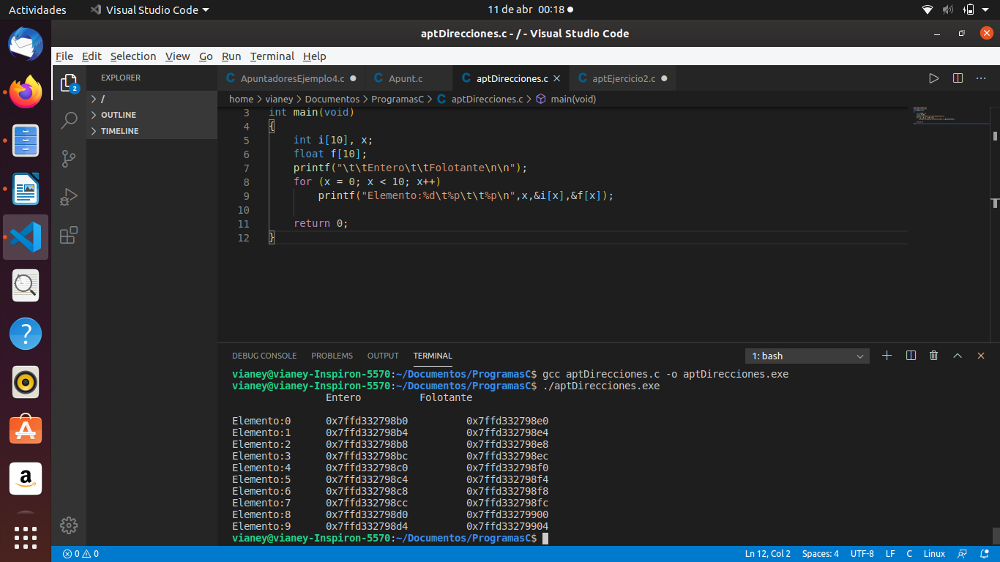 Actividades Visual Studio Code 11 de abr 00:18
aptDirecciones.c - / - Visual Studio Code
File Edit Selection View Go Run Terminal Help
EXPLORER
/
OUTLINE
TIMELINE
2
ApuntadoresEjemplo4.c Apunt.c aptDirecciones.c aptEjercicio2.c
home > vianey > Documentos > ProgramasC > aptDirecciones.c > main(void)
3 int main(void)
4 {
5 int i[10], x;
6 float f[10];
7 printf("\t\tEntero\t\tFolotante\n\n");
8 for (x = 0; x < 10; x++)
9 printf("Elemento:%d\t%p\t\t%p\n",x,&i[x],&f[x]);
10
11 return 0;
12 }
DEBUG CONSOLE PROBLEMS OUTPUT TERMINAL 1: bash
vianey@vianey-Inspiron-5570:~/Documentos/ProgramasC$ gcc aptDirecciones.c -o aptDirecciones.exe
vianey@vianey-Inspiron-5570:~/Documentos/ProgramasC$ ./aptDirecciones.exe
Entero Folotante
Elemento:0 0x7ffd332798b0 0x7ffd332798e0
Elemento:1 0x7ffd332798b4 0x7ffd332798e4
Elemento:2 0x7ffd332798b8 0x7ffd332798e8
Elemento:3 0x7ffd332798bc 0x7ffd332798ec
Elemento:4 0x7ffd332798c0 0x7ffd332798f0
Elemento:5 0x7ffd332798c4 0x7ffd332798f4
Elemento:6 0x7ffd332798c8 0x7ffd332798f8
Elemento:7 0x7ffd332798cc 0x7ffd332798fc
Elemento:8 0x7ffd332798d0 0x7ffd33279900
Elemento:9 0x7ffd332798d4 0x7ffd33279904
vianey@vianey-Inspiron-5570:~/Documentos/ProgramasC$
0 0 Ln 12, Col 2 Spaces: 4 UTF-8 LF C Linux